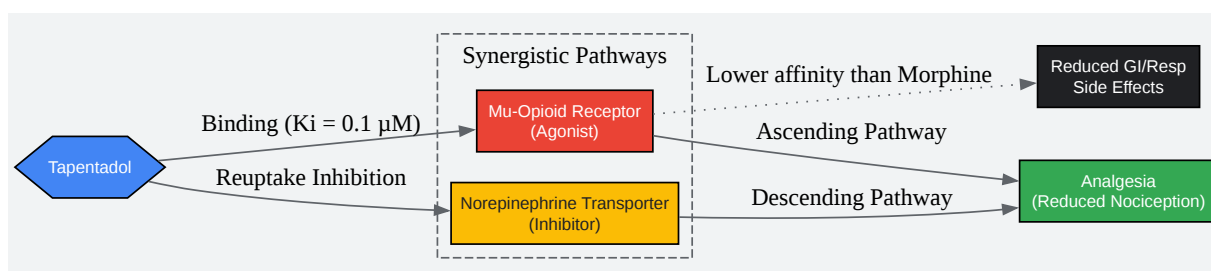 Tapentadol
Binding (Ki = 0.1 µM)
Reuptake Inhibition
Synergistic Pathways
Mu-Opioid Receptor
(Agonist)
Norepinephrine Transporter
(Inhibitor)
Lower affinity than Morphine
Ascending Pathway
Descending Pathway
Reduced GI/Resp
Side Effects
Analgesia
(Reduced Nociception)